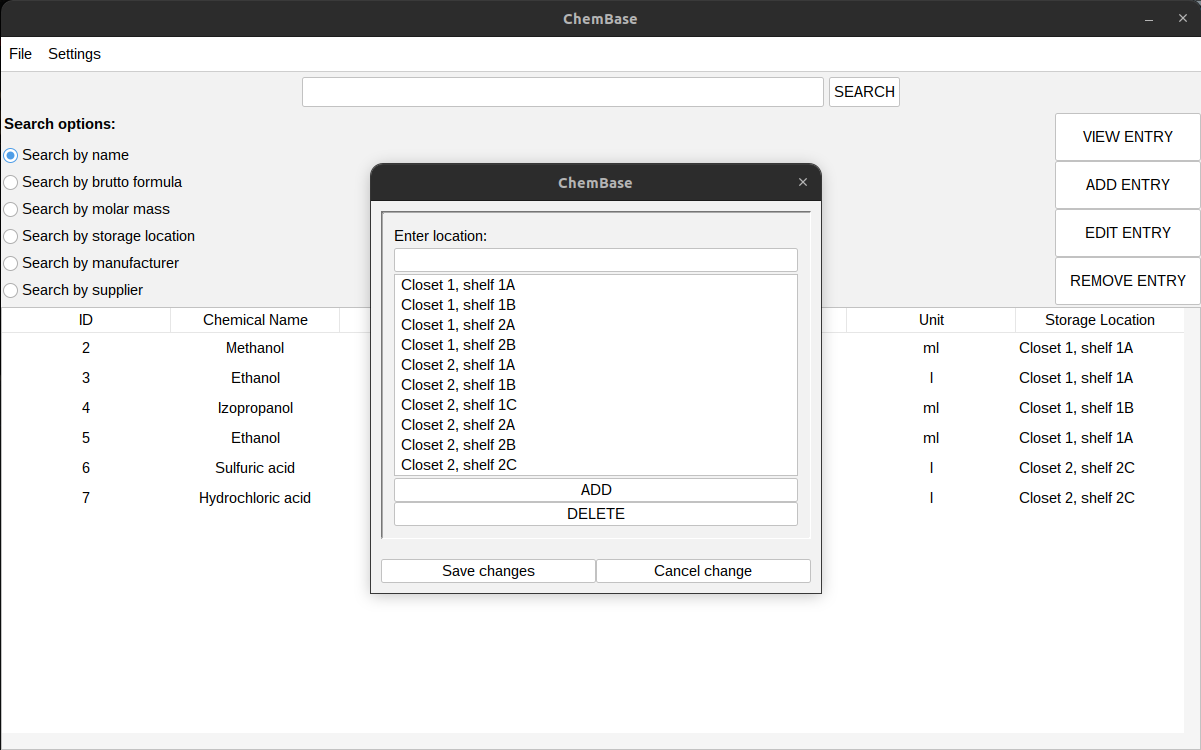 ChemBase
File Settings
SEARCH
Search options:
Search by name
Search by brutto formula
Search by molar mass
Search by storage location
Search by manufacturer
Search by supplier
VIEW ENTRY
ADD ENTRY
EDIT ENTRY
REMOVE ENTRY
ID Chemical Name Unit Storage Location
2 Methanol ml Closet 1, shelf 1A
3 Ethanol l Closet 1, shelf 1A
4 Izopropanol ml Closet 1, shelf 1B
5 Ethanol ml Closet 1, shelf 1A
6 Sulfuric acid l Closet 2, shelf 2C
7 Hydrochloric acid l Closet 2, shelf 2C
ChemBase
Enter location:
Closet 1, shelf 1A
Closet 1, shelf 1B
Closet 1, shelf 2A
Closet 1, shelf 2B
Closet 2, shelf 1A
Closet 2, shelf 1B
Closet 2, shelf 1C
Closet 2, shelf 2A
Closet 2, shelf 2B
Closet 2, shelf 2C
ADD
DELETE
Save changes Cancel change